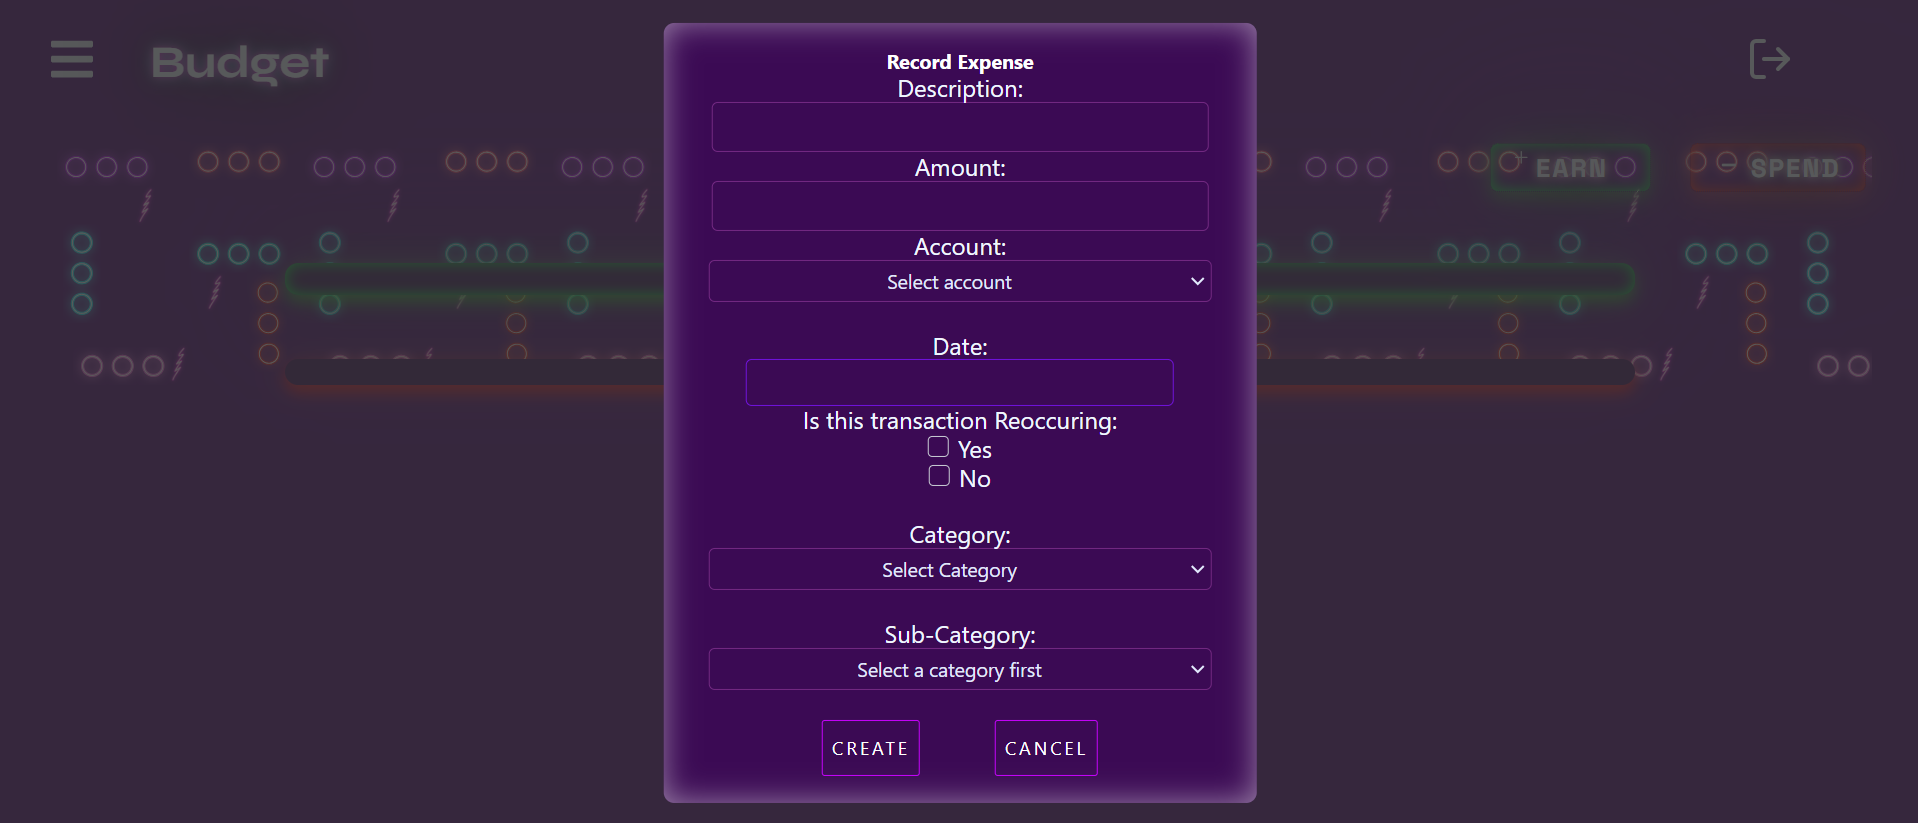 Budget
+ EARN
- SPEND
Record Expense
Description:
Amount:
Account:
Select account
Date:
Is this transaction Reoccuring:
Yes
No
Category:
Select Category
Sub-Category:
Select a category first
CREATE
CANCEL